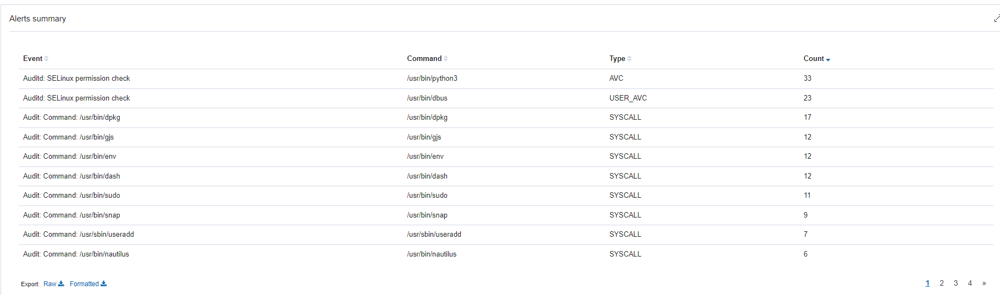 Alerts summary
Event Command Type Count
Auditd: SELinux permission check /usr/bin/python3 AVC 33
Auditd: SELinux permission check /usr/bin/dbus USER_AVC 23
Audit: Command: /usr/bin/dpkg /usr/bin/dpkg SYSCALL 17
Audit: Command: /usr/bin/gjs /usr/bin/gjs SYSCALL 12
Audit: Command: /usr/bin/env /usr/bin/env SYSCALL 12
Audit: Command: /usr/bin/dash /usr/bin/dash SYSCALL 12
Audit: Command: /usr/bin/sudo /usr/bin/sudo SYSCALL 11
Audit: Command: /usr/bin/snap /usr/bin/snap SYSCALL 9
Audit: Command: /usr/sbin/useradd /usr/sbin/useradd SYSCALL 7
Audit: Command: /usr/bin/nautilus /usr/bin/nautilus SYSCALL 6
Export: Raw Formatted 1 2 3 4 »